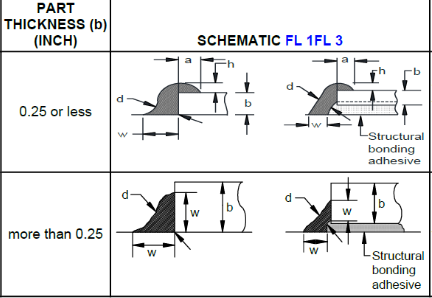 PART
THICKNESS (b)
(INCH)
SCHEMATIC FL 1FL 3
0.25 or less
a
h
d
b
w
a
h
b
d
w
Structural
bonding
adhesive
more than 0.25
d
w
b
w
d
w
b
w
Structural
bonding
adhesive